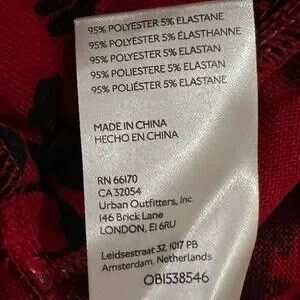 95% POLYESTER 5% ELASTANE
95% POLYESTER 5% ÉLASTHANNE
95% POLYESTER 5% ELASTAN
95% POLIESTERE 5% ELASTANE
95% POLIÉSTER 5% ELASTANE
MADE IN CHINA
HECHO EN CHINA
RN 66170
CA 32054
Urban Outfitters, Inc.
146 Brick Lane
LONDON, E1 6RU
Leidsestraat 32, 1017 PB
Amsterdam, Netherlands
OB1538546